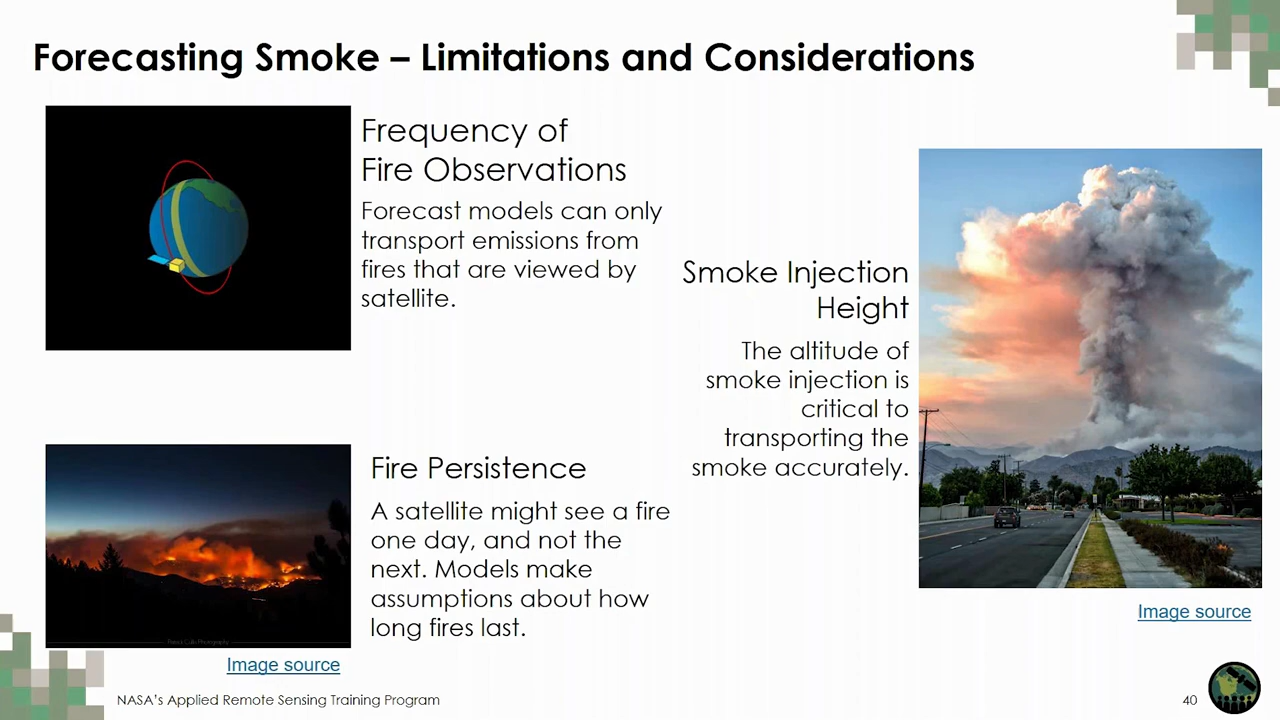 Forecasting Smoke – Limitations and Considerations
Frequency of
Fire Observations
Forecast models can only
transport emissions from
fires that are viewed by
satellite.
Smoke Injection
Height
The altitude of
smoke injection is
critical to
transporting the
smoke accurately.
Fire Persistence
A satellite might see a fire
one day, and not the
next. Models make
assumptions about how
long fires last.
Image source
Image source
NASA's Applied Remote Sensing Training Program
40